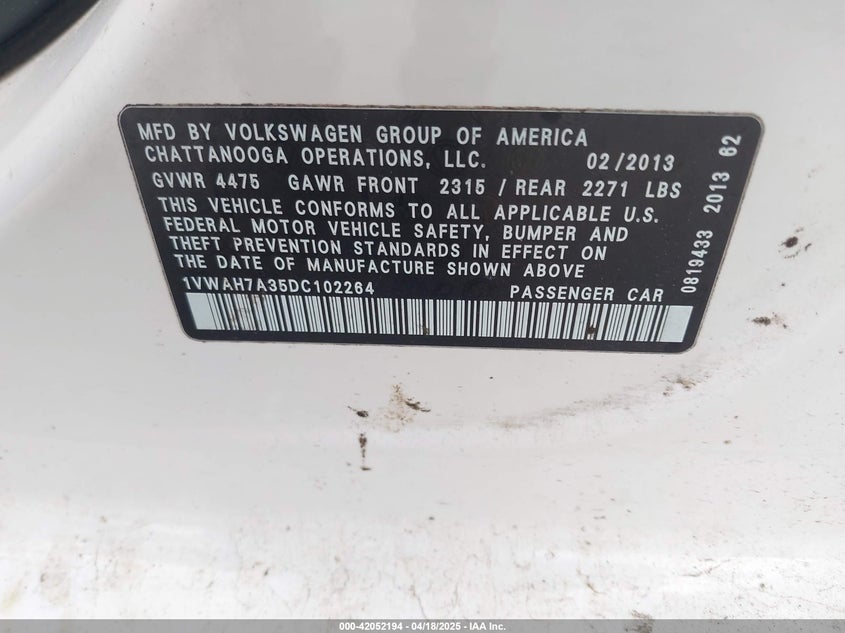 MFD BY VOLKSWAGEN GROUP OF AMERICA
CHATTANOOGA OPERATIONS, LLC. 02/2013
GVWR 4475 GAWR FRONT 2315 / REAR 2271 LBS
THIS VEHICLE CONFORMS TO ALL APPLICABLE U.S.
FEDERAL MOTOR VEHICLE SAFETY, BUMPER AND
THEFT PREVENTION STANDARDS IN EFFECT ON
THE DATE OF MANUFACTURE SHOWN ABOVE
1VWAH7A35DC102264 PASSENGER CAR
0819433 2013 62
000-42052194 - 04/18/2025 - IAA Inc.